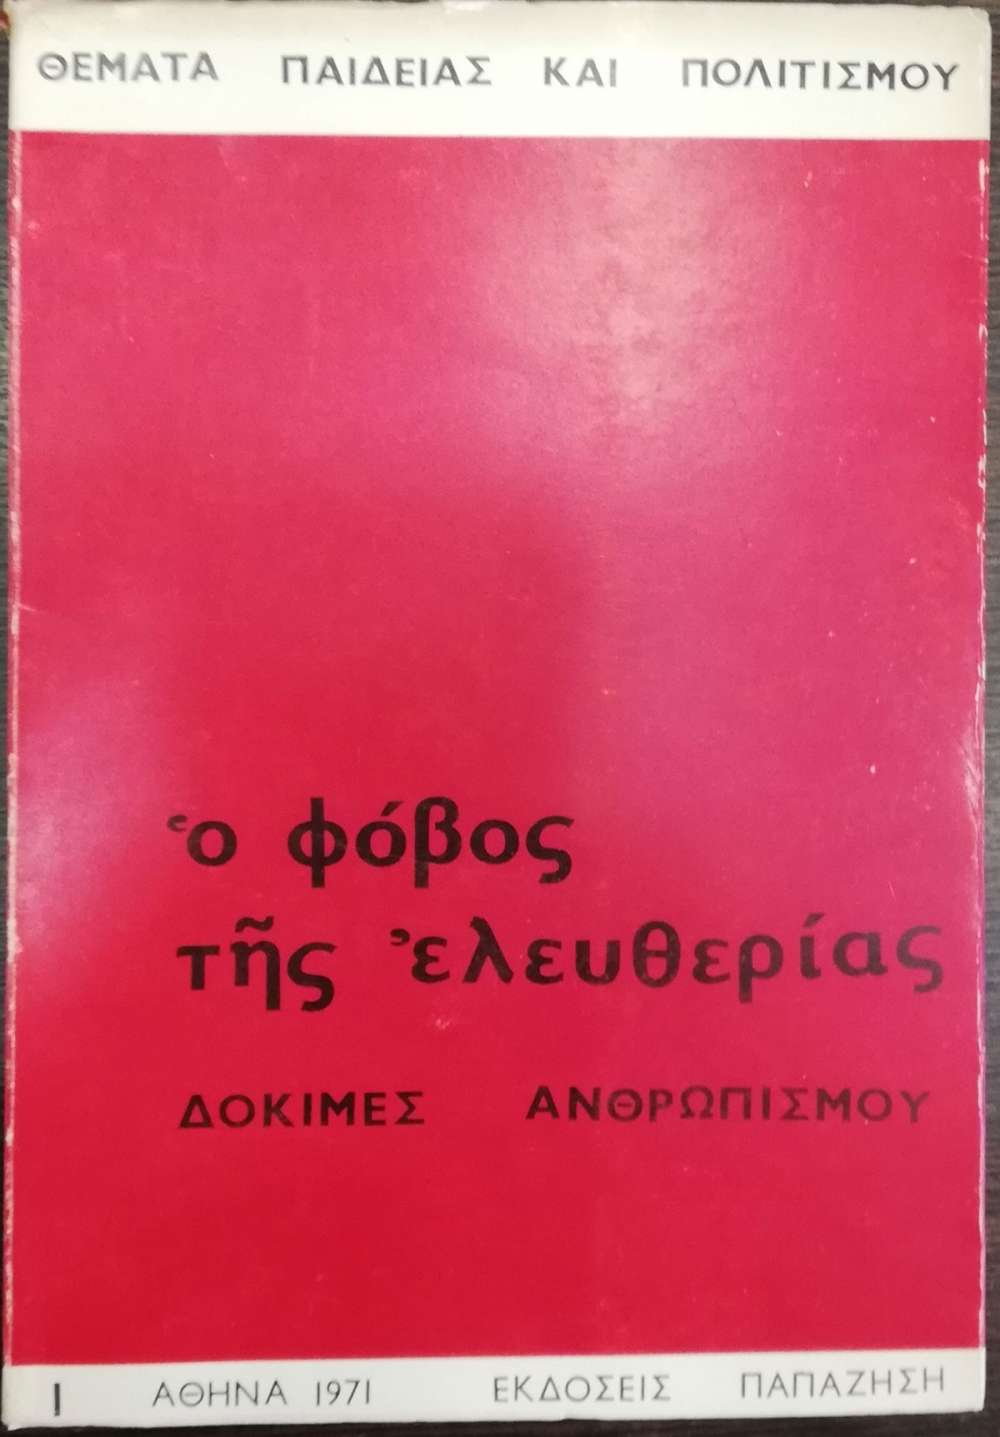 ΘΕΜΑΤΑ ΠΑΙΔΕΙΑΣ ΚΑΙ ΠΟΛΙΤΙΣΜΟΥ
ὁ φόβος
τῆς ἐλευθερίας
ΔΟΚΙΜΕΣ ΑΝΘΡΩΠΙΣΜΟΥ
1 ΑΘΗΝΑ 1971 ΕΚΔΟΣΕΙΣ ΠΑΠΑΖΗΣΗ